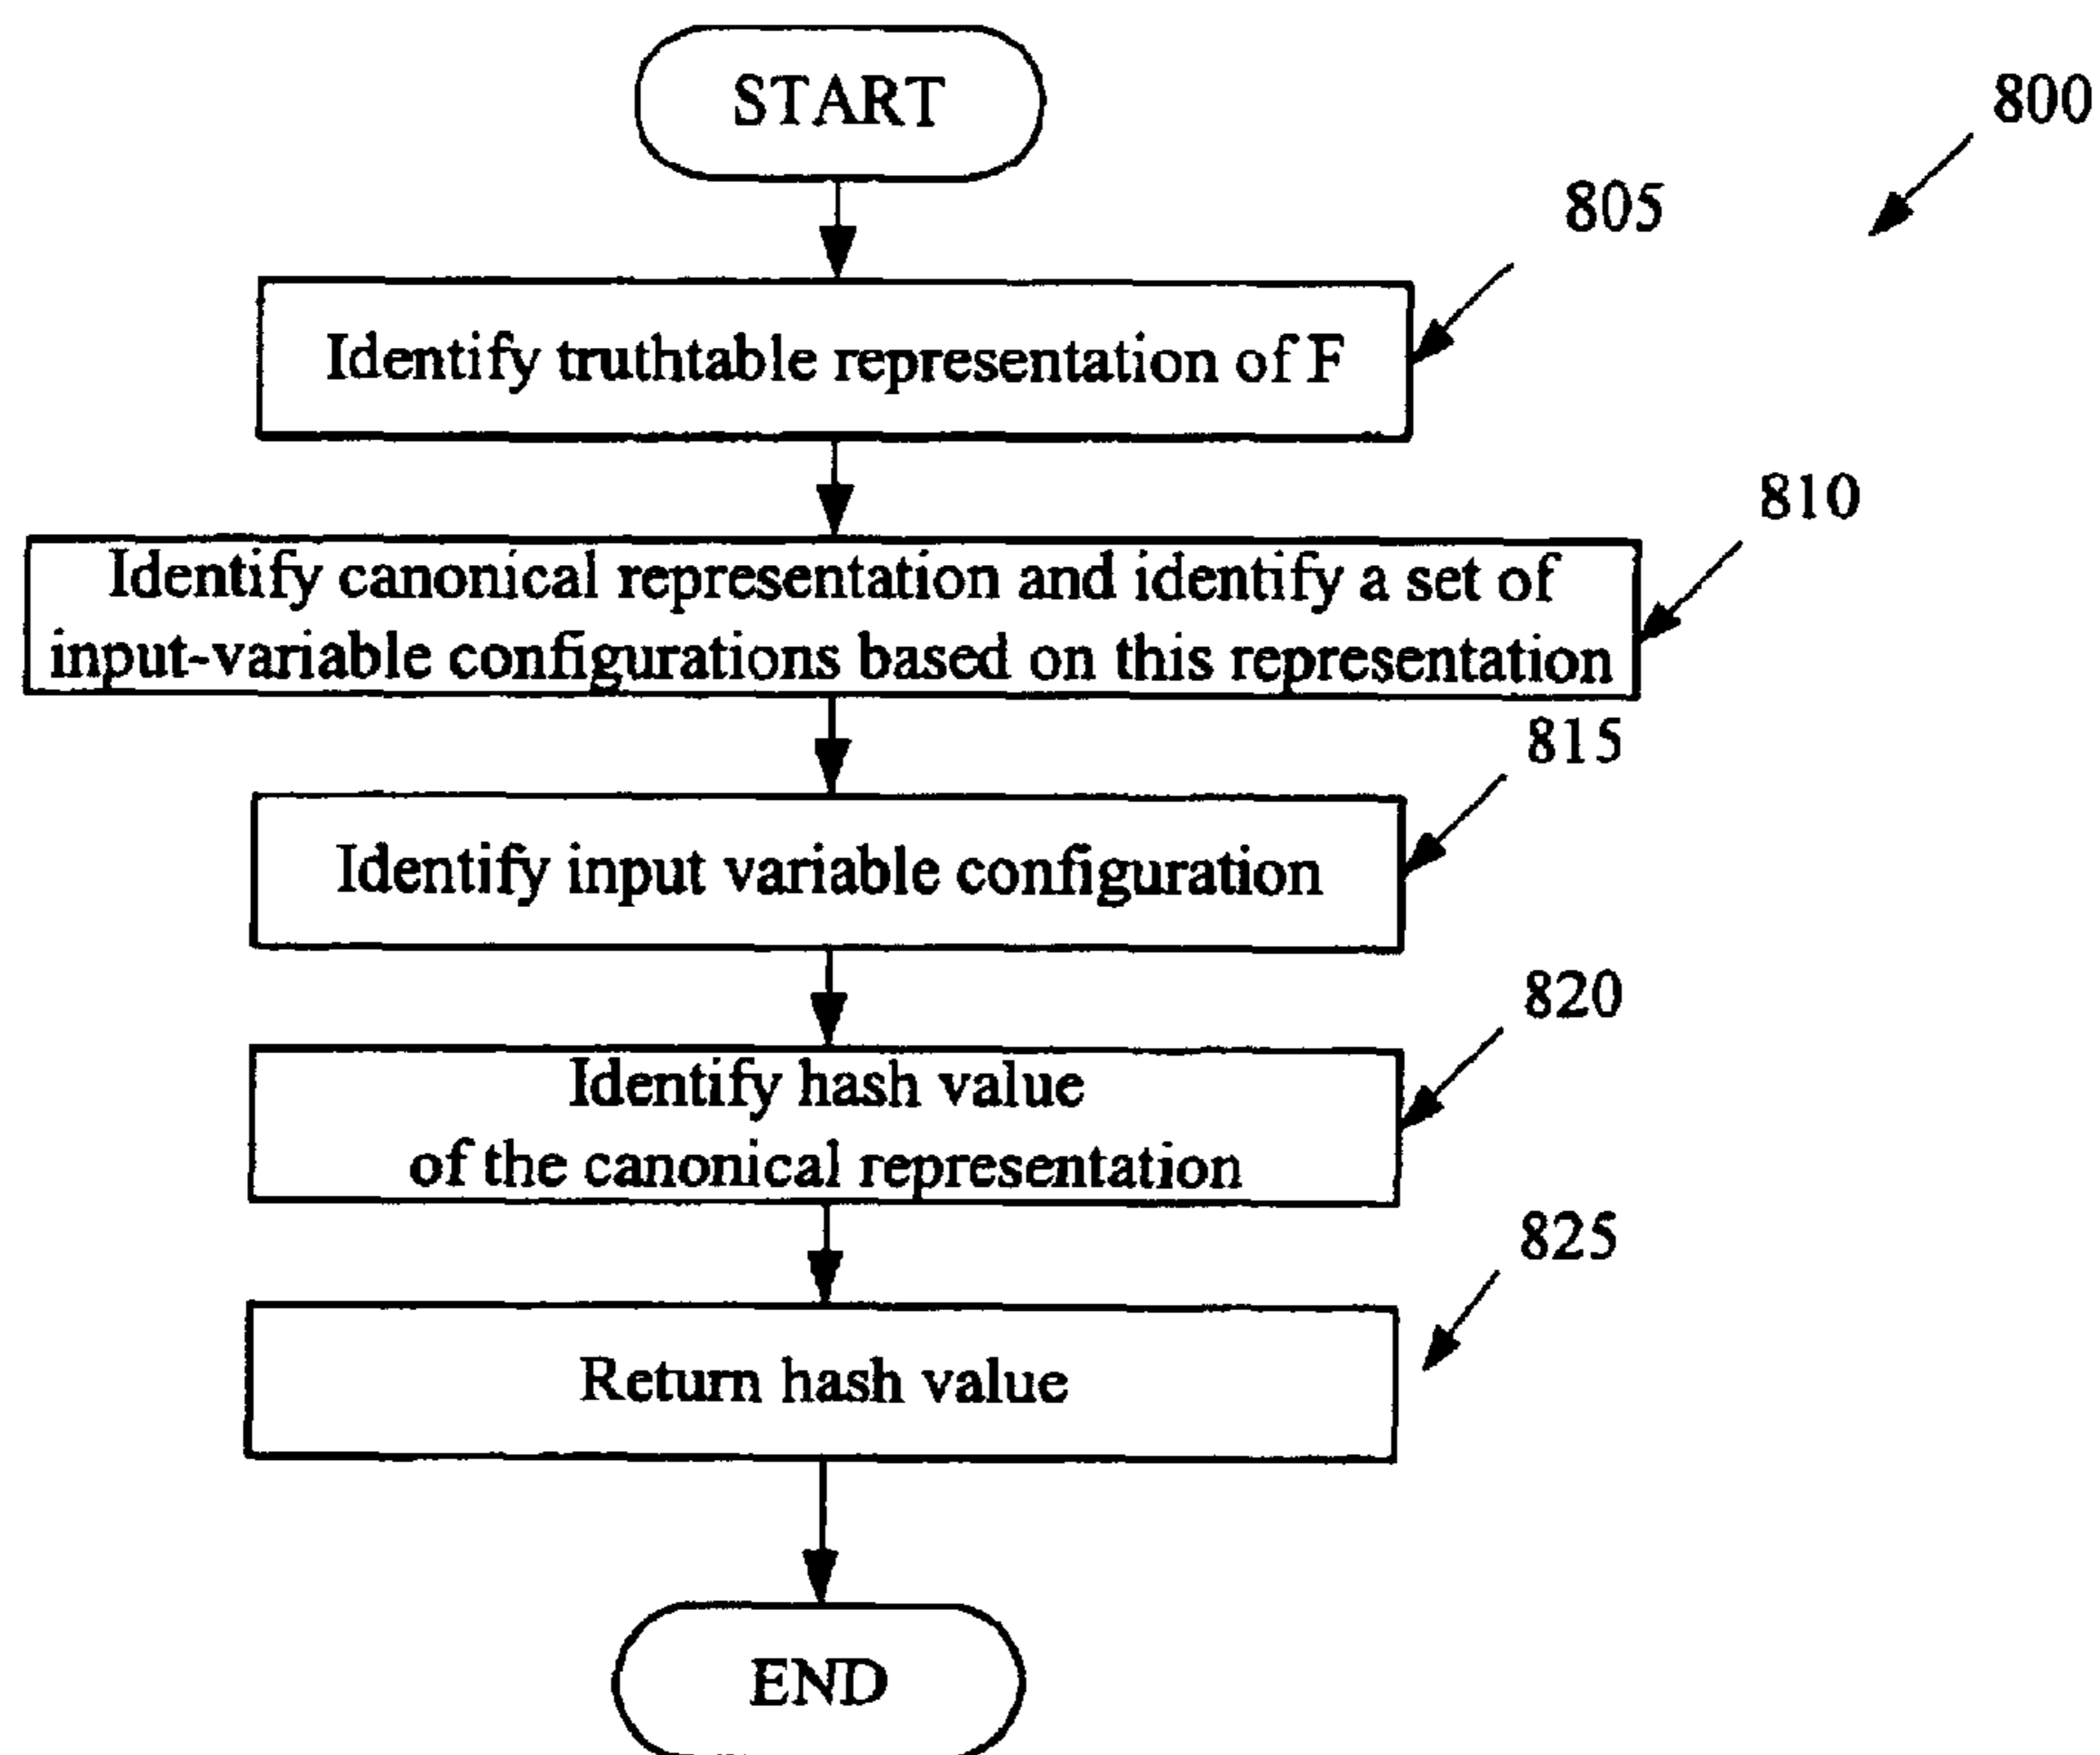 START
800
805
Identify truthtable representation of F
810
Identify canonical representation and identify a set of
input-variable configurations based on this representation
815
Identify input variable configuration
820
Identify hash value
of the canonical representation
825
Return hash value
END